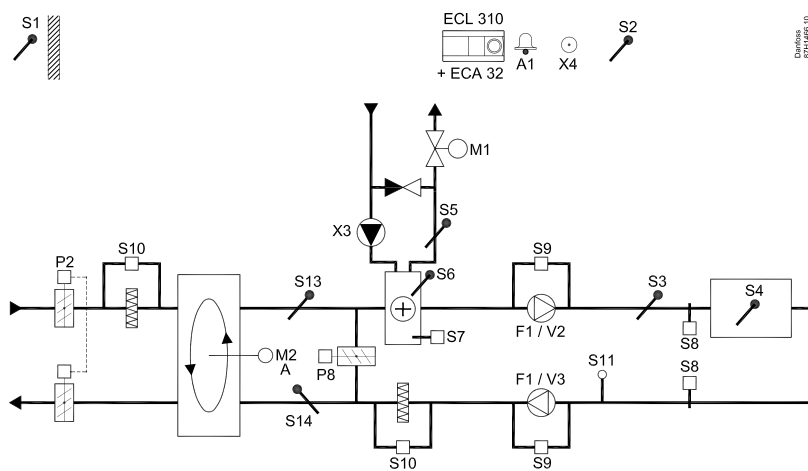 S1
ECL 310
+ ECA 32
A1
X4
S2
Danfoss
87H1466.10
M1
X3
S5
P2
S10
S13
S6
S9
S3
S4
F1 / V2
S7
S8
M2
A
P8
F1 / V3
S11
S8
S14
S10
S9